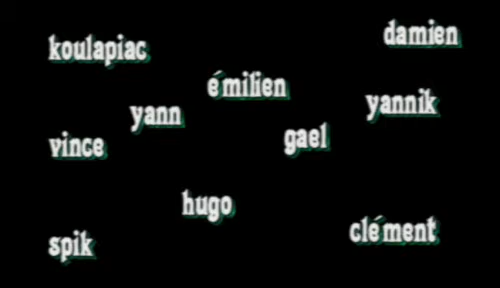 damien
koulapiac
émilien
yannik
yann
gael
vince
hugo
clément
spik